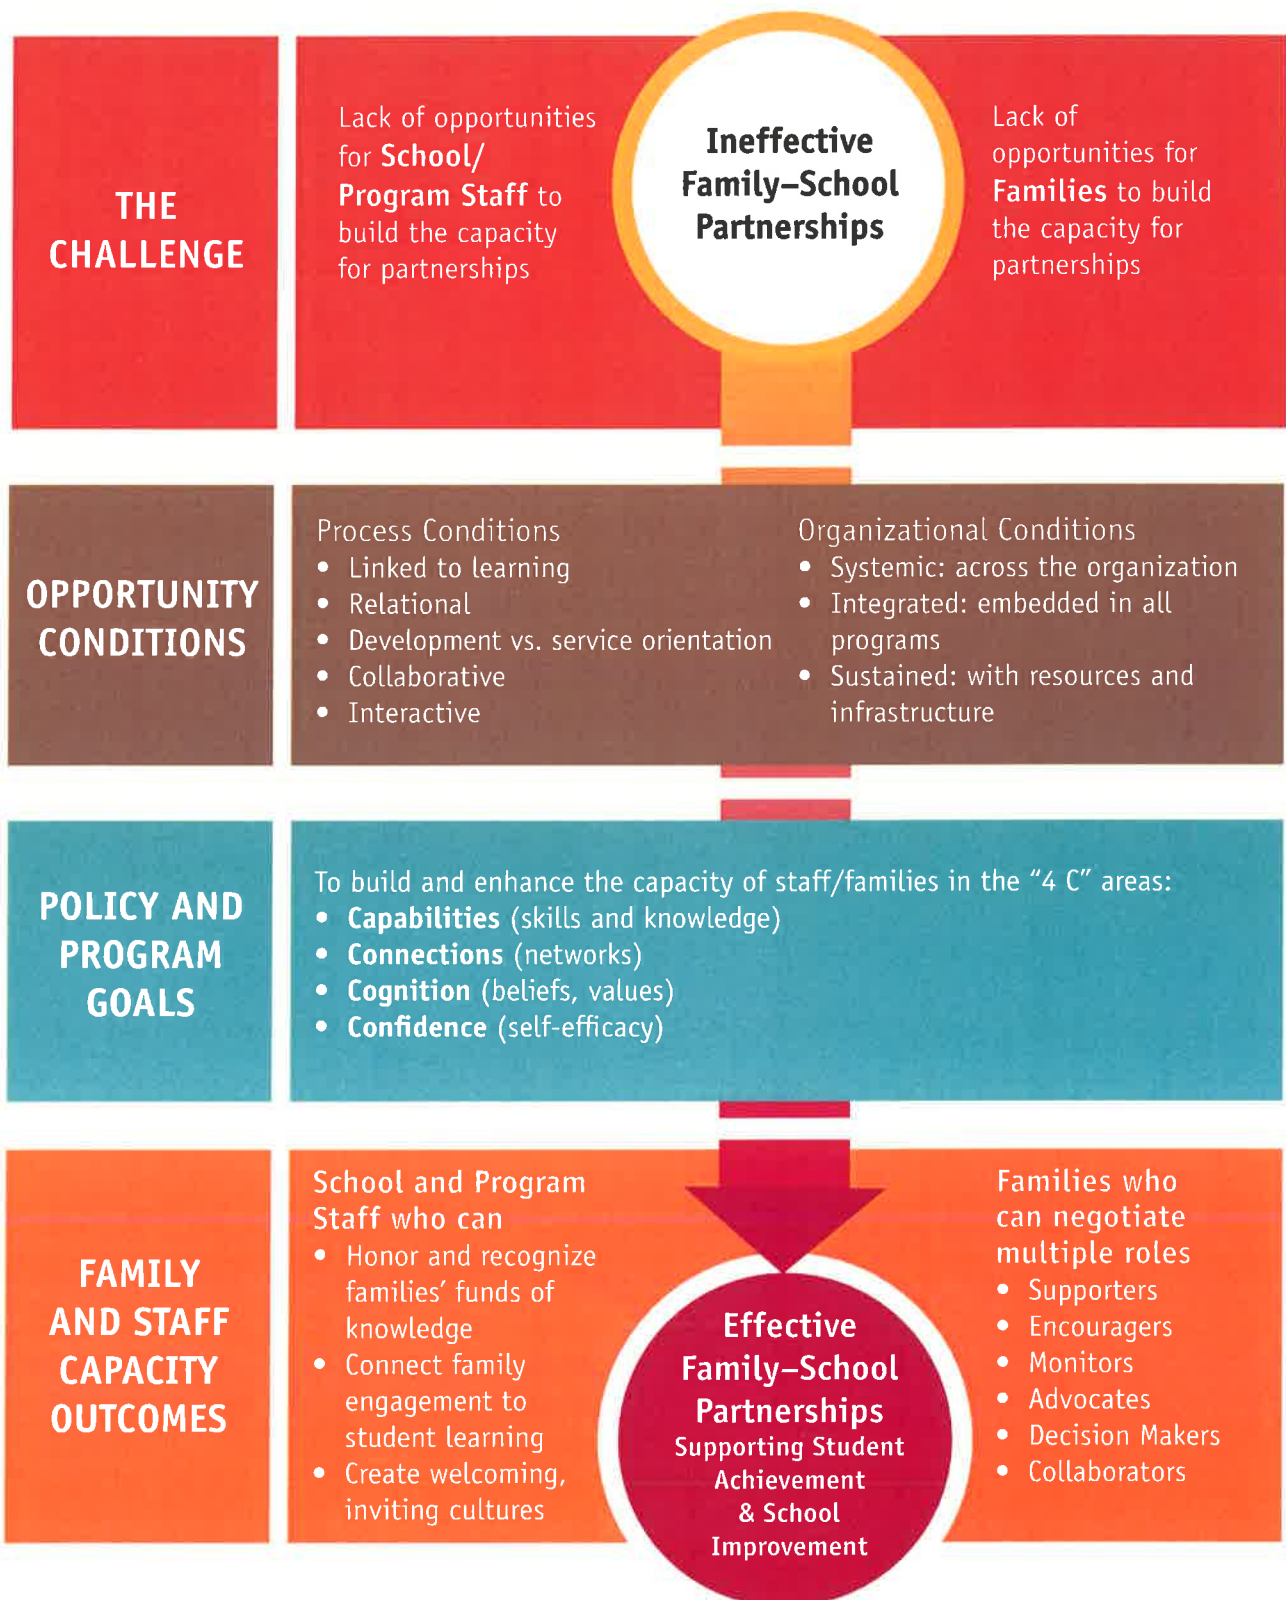 THE
CHALLENGE
Lack of opportunities
for School/
Program Staff to
build the capacity
for partnerships
Ineffective
Family–School
Partnerships
Lack of
opportunities for
Families to build
the capacity for
partnerships
OPPORTUNITY
CONDITIONS
Process Conditions
• Linked to learning
• Relational
• Development vs. service orientation
• Collaborative
• Interactive
Organizational Conditions
• Systemic: across the organization
• Integrated: embedded in all
programs
• Sustained: with resources and
infrastructure
POLICY AND
PROGRAM
GOALS
To build and enhance the capacity of staff/families in the “4 C” areas:
• Capabilities (skills and knowledge)
• Connections (networks)
• Cognition (beliefs, values)
• Confidence (self-efficacy)
FAMILY
AND STAFF
CAPACITY
OUTCOMES
School and Program
Staff who can
• Honor and recognize
families’ funds of
knowledge
• Connect family
engagement to
student learning
• Create welcoming,
inviting cultures
Effective
Family–School
Partnerships
Supporting Student
Achievement
& School
Improvement
Families who
can negotiate
multiple roles
• Supporters
• Encouragers
• Monitors
• Advocates
• Decision Makers
• Collaborators